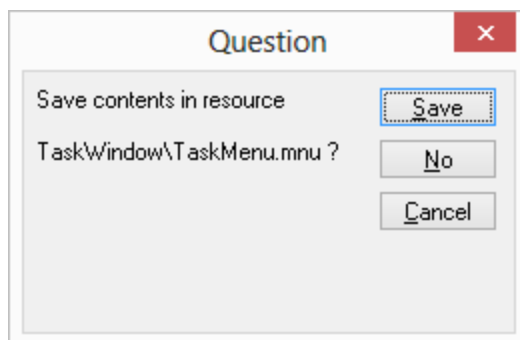 Question
Save contents in resource
Save
TaskWindow\TaskMenu.mnu ?
No
Cancel